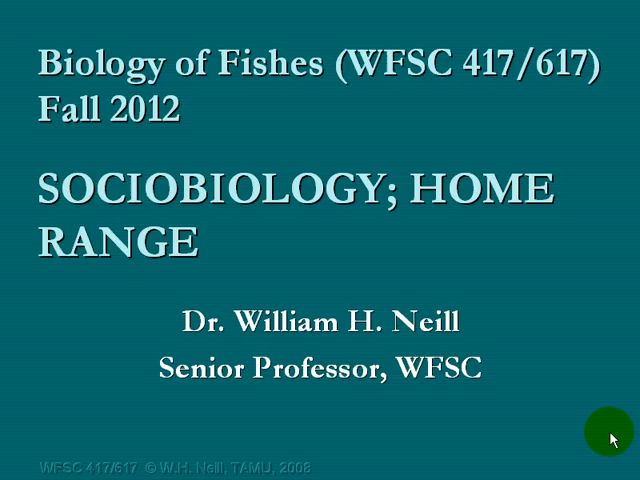 Biology of Fishes (WFSC 417/617)
Fall 2012
SOCIOBIOLOGY; HOME
RANGE
Dr. William H. Neill
Senior Professor, WFSC
WFSC 417/617 © W.H. Neill, TAMU, 2008